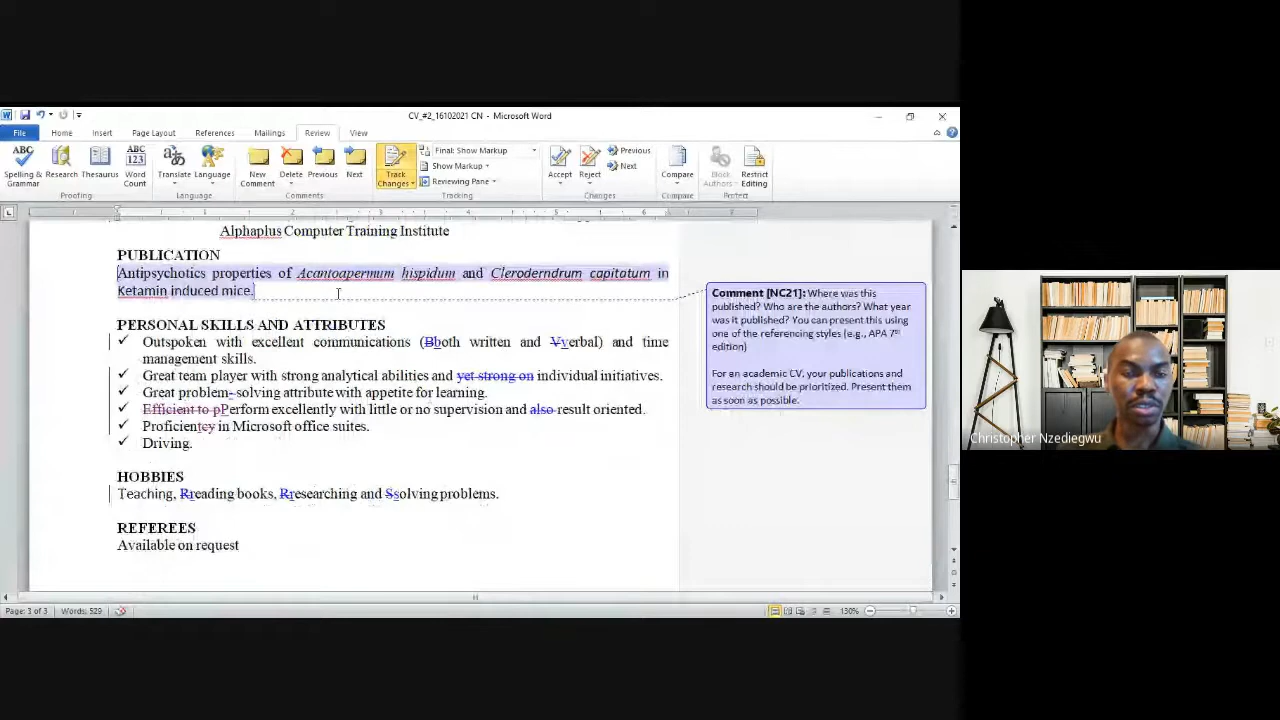 CV_#2_16102021 CN - Microsoft Word
File Home Insert Page Layout References Mailings Review View
Spelling & Grammar Research Thesaurus Word Count Translate Language New Comment Delete Previous Next Track Changes Final: Show Markup Show Markup Reviewing Pane Accept Reject Previous Next Compare Block Authors Restrict Editing
Proofing Language Comments Tracking Changes Compare Protect
Alphaplus Computer Training Institute
PUBLICATION
Antipsychotics properties of Acantoapermum hispidum and Cleroderndrum capitatum in
Ketamin induced mice.
PERSONAL SKILLS AND ATTRIBUTES
✓ Outspoken with excellent communications (Bboth written and Vverbal) and time
management skills.
✓ Great team player with strong analytical abilities and yet strong on individual initiatives.
✓ Great problem- solving attribute with appetite for learning.
✓ Efficient to pPerform excellently with little or no supervision and also result oriented.
✓ Proficientcy in Microsoft office suites.
✓ Driving.
HOBBIES
Teaching, Rreading books, Rresearching and Ssolving problems.
REFEREES
Available on request
Comment [NC21]: Where was this
published? Who are the authors? What year
was it published? You can present this using
one of the referencing styles (e.g., APA 7th
edition)
For an academic CV, your publications and
research should be prioritized. Present them
as soon as possible.
Page: 3 of 3 Words: 529 130%
Christopher Nzediegwu